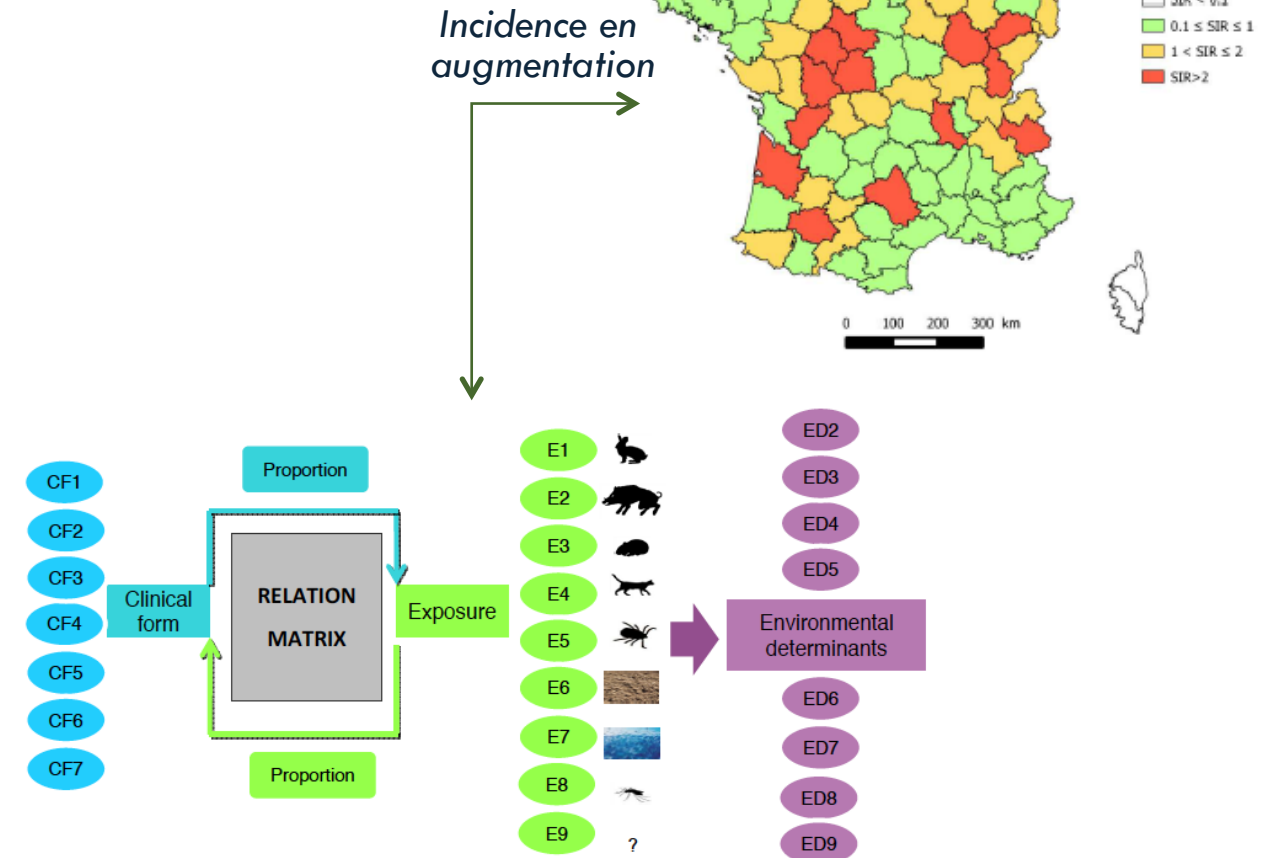 Incidence en
augmentation
0.1 ≤ SIR ≤ 1
1 < SIR ≤ 2
SIR>2
0 100 200 300 km
CF1
CF2
CF3
CF4
CF5
CF6
CF7
Proportion
Clinical
form
RELATION
MATRIX
Exposure
Proportion
E1
E2
E3
E4
E5
E6
E7
E8
E9
?
ED2
ED3
ED4
ED5
Environmental
determinants
ED6
ED7
ED8
ED9